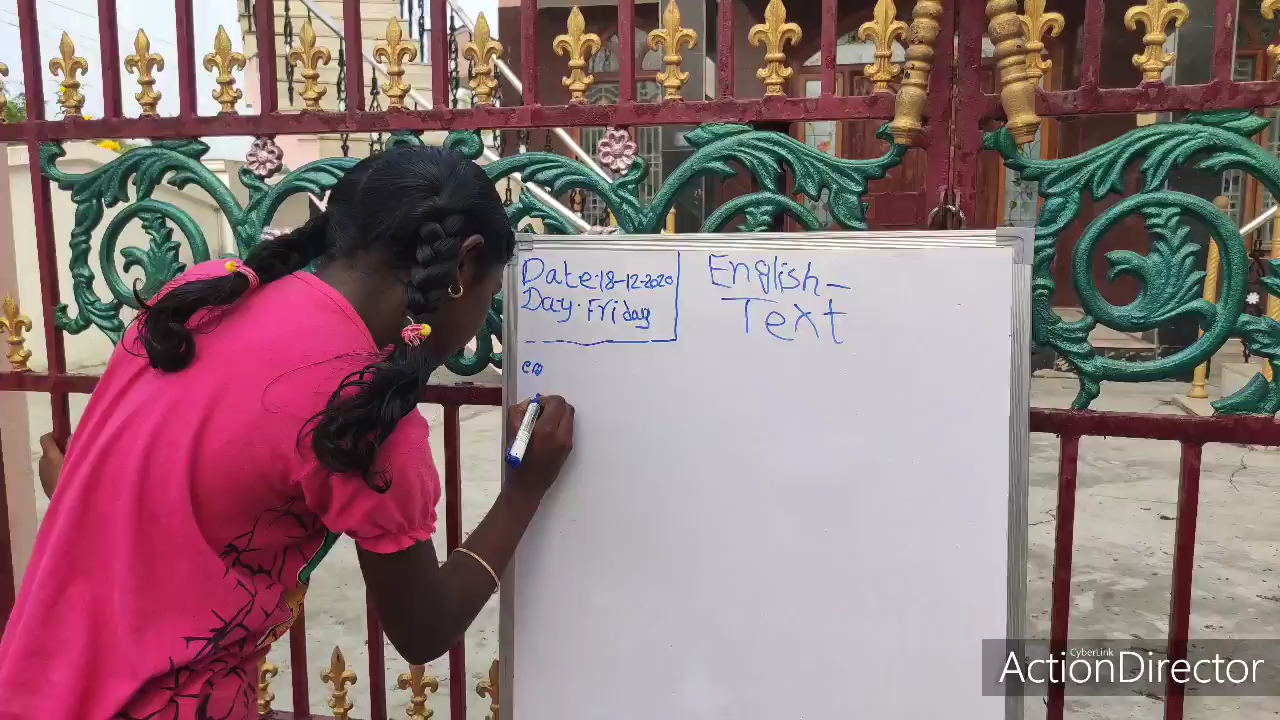 Date:18-12-2020
Day: Friday
English-
Text
CyberLink
ActionDirector